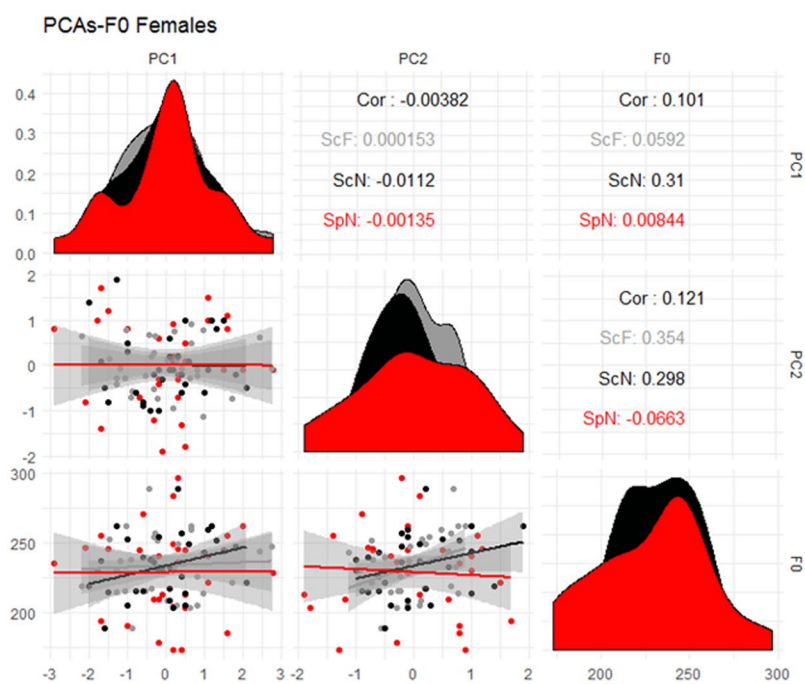 PCAs-F0 Females
PC1 PC2 F0
0.4
0.3
0.2
0.1
0.0
Cor : -0.00382
ScF: 0.000153
ScN: -0.0112
SpN: -0.00135
Cor : 0.101
ScF: 0.0592
ScN: 0.31
SpN: 0.00844
PC1
2
1
0
-1
-2
Cor : 0.121
ScF: 0.354
ScN: 0.298
SpN: -0.0663
PC2
300
250
200
F0
-3 -2 -1 0 1 2 3 -2 -1 0 1 2 200 250 300